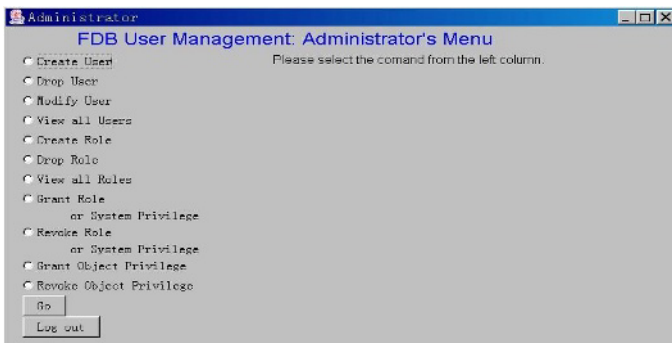 Administrator
FDB User Management: Administrator's Menu
Please select the comand from the left column.
Create User
Drop User
Modify User
View all Users
Create Role
Drop Role
View all Roles
Grant Role
or System Privilege
Revoke Role
or System Privilege
Grant Object Privilege
Revoke Object Privilege
Go
Log out